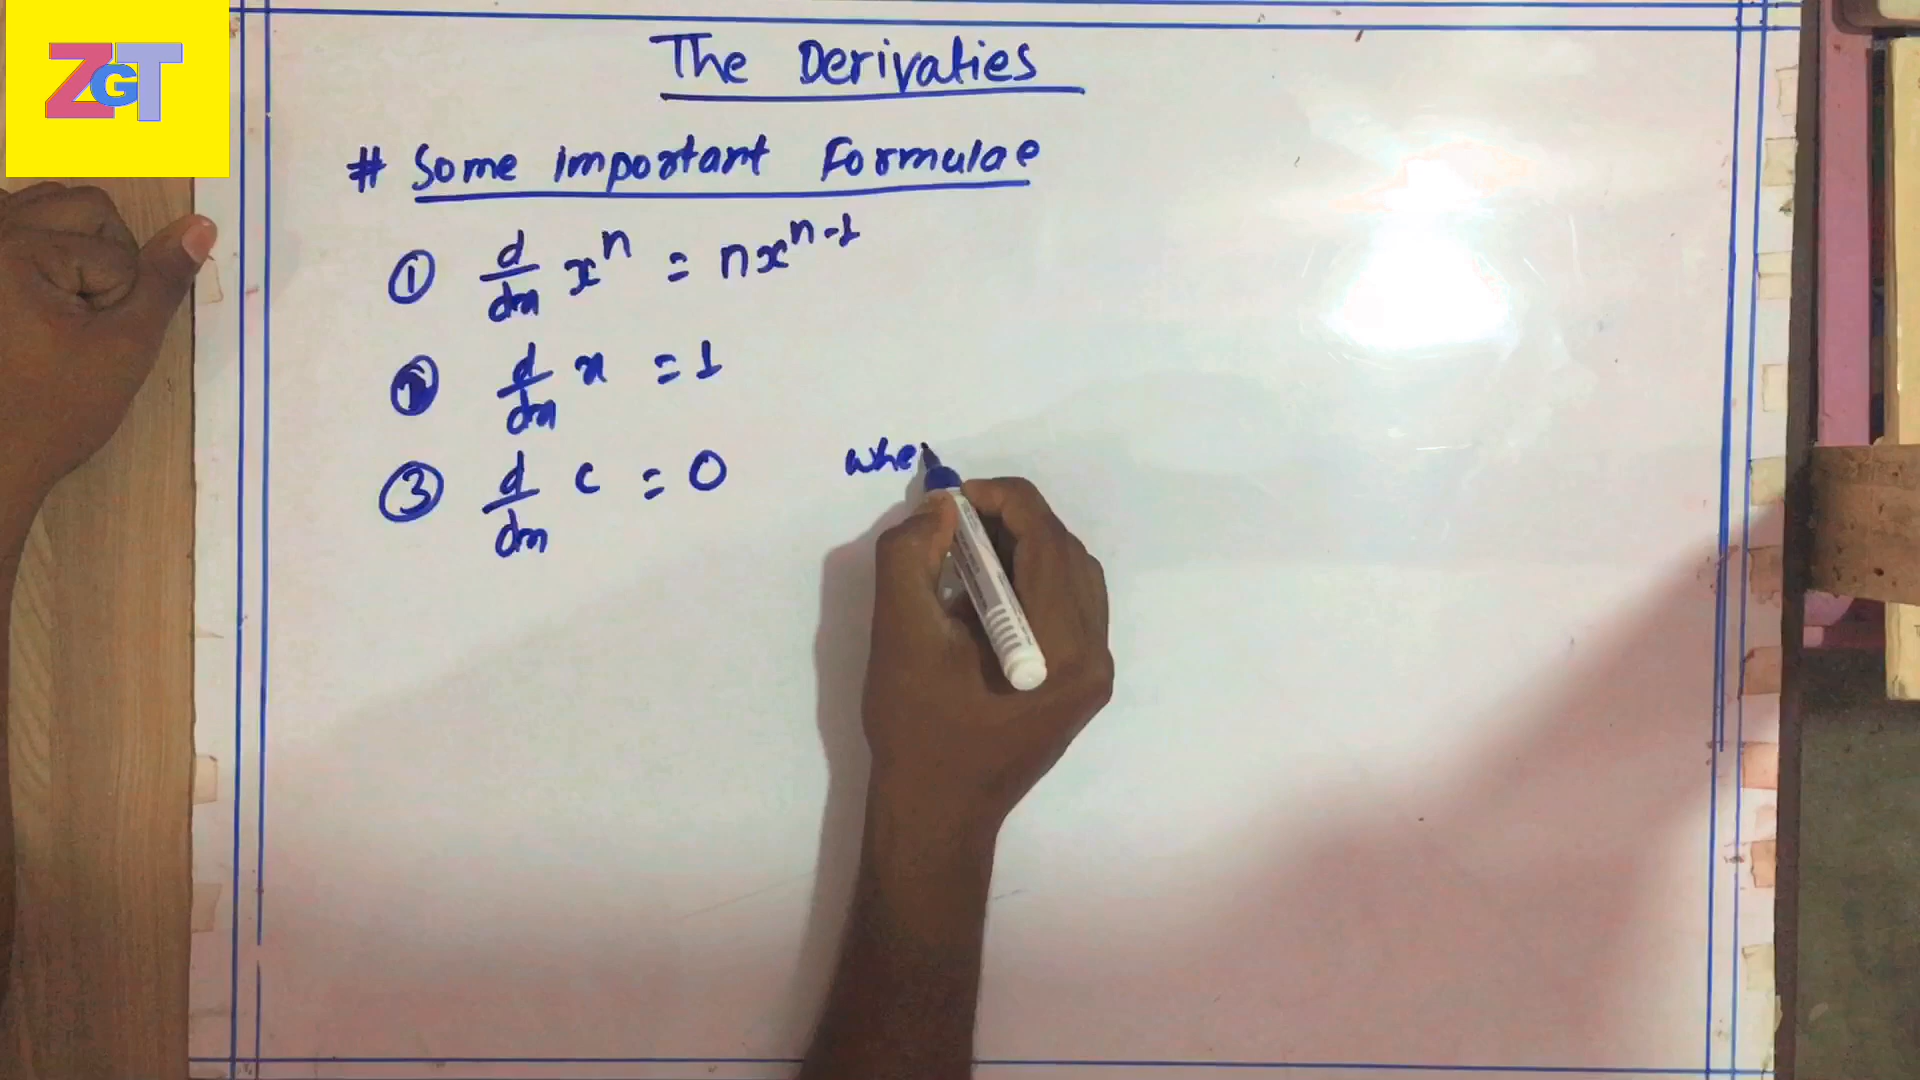 ZGT
The Derivaties
# Some important Formulae
① d/dx x^n = nx^n-1
② d/dx x = 1
③ d/dx c = 0 whe